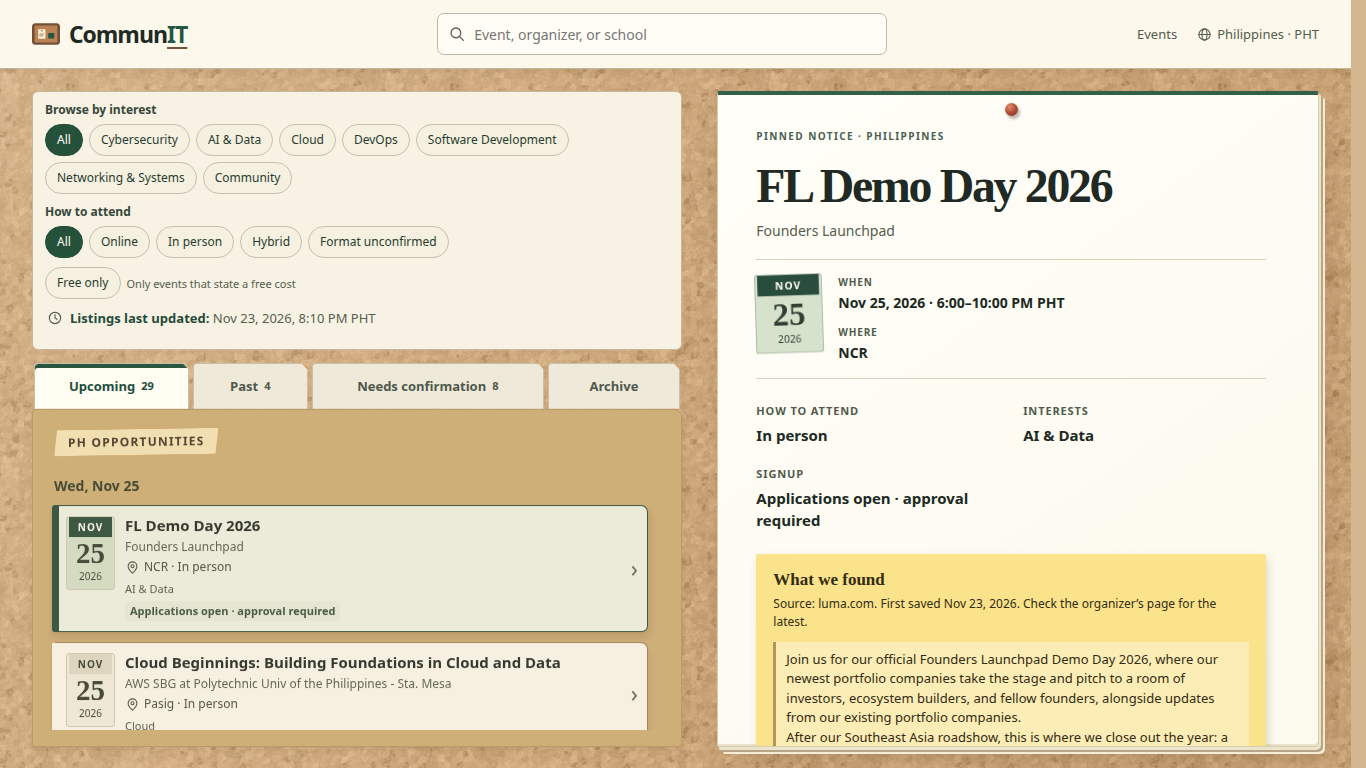 CommunIT
Event, organizer, or school
Events
Philippines · PHT
Browse by interest
All
Cybersecurity
AI & Data
Cloud
DevOps
Software Development
Networking & Systems
Community
How to attend
All
Online
In person
Hybrid
Format unconfirmed
Free only
Only events that state a free cost
Listings last updated: Nov 23, 2026, 8:10 PM PHT
Upcoming 29
Past 4
Needs confirmation 8
Archive
PH OPPORTUNITIES
Wed, Nov 25
NOV
25
2026
FL Demo Day 2026
Founders Launchpad
NCR · In person
AI & Data
Applications open · approval required
NOV
25
2026
Cloud Beginnings: Building Foundations in Cloud and Data
AWS SBG at Polytechnic Univ of the Philippines - Sta. Mesa
Pasig · In person
Cloud
PINNED NOTICE · PHILIPPINES
FL Demo Day 2026
Founders Launchpad
NOV
25
2026
WHEN
Nov 25, 2026 · 6:00–10:00 PM PHT
WHERE
NCR
HOW TO ATTEND
In person
INTERESTS
AI & Data
SIGNUP
Applications open · approval
required
What we found
Source: luma.com. First saved Nov 23, 2026. Check the organizer's page for the
latest.
Join us for our official Founders Launchpad Demo Day 2026, where our
newest portfolio companies take the stage and pitch to a room of
investors, ecosystem builders, and fellow founders, alongside updates
from our existing portfolio companies.
After our Southeast Asia roadshow, this is where we close out the year: a